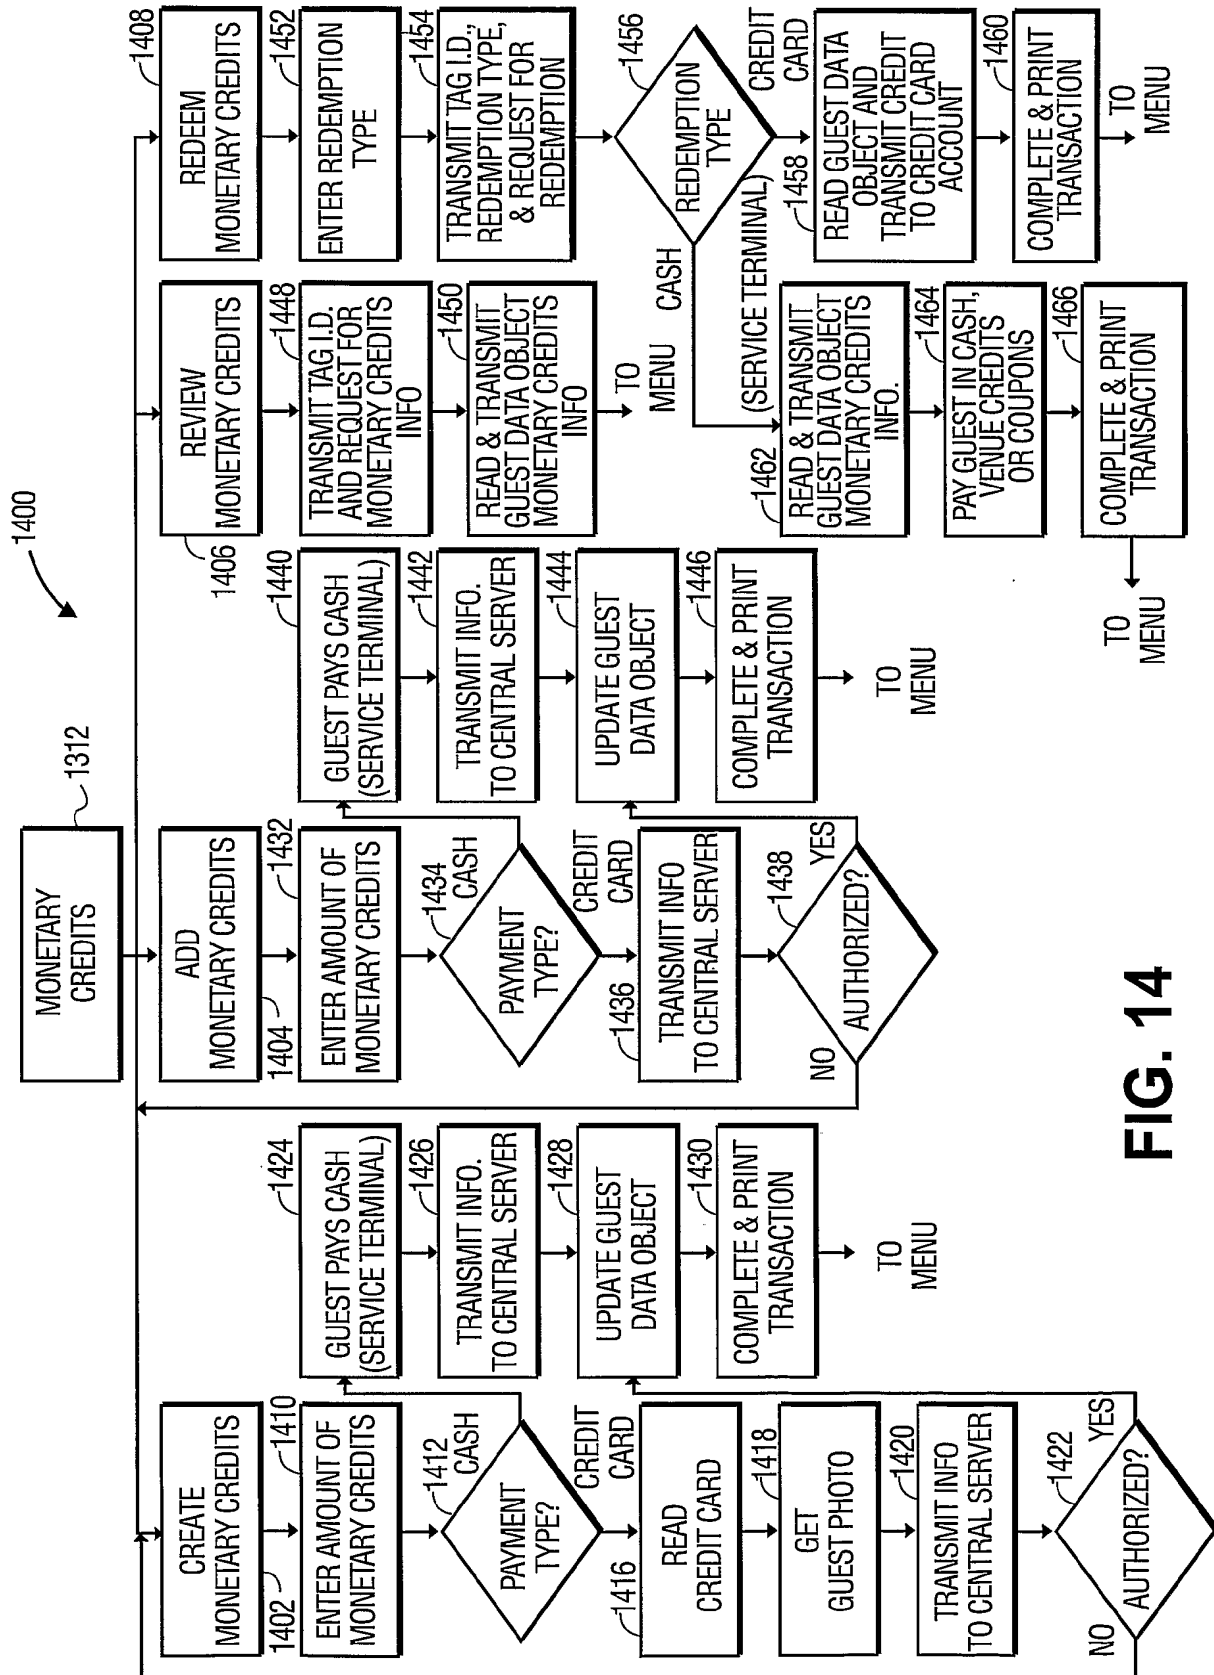 1400
MONETARY
CREDITS
1312
CREATE
MONETARY CREDITS
1402
1410
ENTER AMOUNT OF
MONETARY CREDITS
1412
PAYMENT
TYPE?
CASH
CREDIT
CARD
1416
READ
CREDIT CARD
1418
GET
GUEST PHOTO
1420
TRANSMIT INFO
TO CENTRAL SERVER
1422
AUTHORIZED?
NO
YES
1424
GUEST PAYS CASH
(SERVICE TERMINAL)
1426
TRANSMIT INFO.
TO CENTRAL SERVER
1428
UPDATE GUEST
DATA OBJECT
1430
COMPLETE & PRINT
TRANSACTION
TO
MENU
ADD
MONETARY CREDITS
1404
1432
ENTER AMOUNT OF
MONETARY CREDITS
1434
PAYMENT
TYPE?
CASH
CREDIT
CARD
1436
TRANSMIT INFO
TO CENTRAL SERVER
1438
AUTHORIZED?
NO
YES
1440
GUEST PAYS CASH
(SERVICE TERMINAL)
1442
TRANSMIT INFO.
TO CENTRAL SERVER
1444
UPDATE GUEST
DATA OBJECT
1446
COMPLETE & PRINT
TRANSACTION
TO
MENU
REVIEW
MONETARY CREDITS
1406
1448
TRANSMIT TAG I.D.
AND REQUEST FOR
MONETARY CREDITS
INFO
1450
READ & TRANSMIT
GUEST DATA OBJECT
MONETARY CREDITS
INFO
TO
MENU
1408
REDEEM
MONETARY CREDITS
1452
ENTER REDEMPTION
TYPE
1454
TRANSMIT TAG I.D.,
REDEMPTION TYPE,
& REQUEST FOR
REDEMPTION
1456
REDEMPTION
TYPE
CASH
(SERVICE TERMINAL)
CREDIT
CARD
1458
READ GUEST DATA
OBJECT AND
TRANSMIT CREDIT
TO CREDIT CARD
ACCOUNT
1460
COMPLETE & PRINT
TRANSACTION
TO
MENU
1462
READ & TRANSMIT
GUEST DATA OBJECT
MONETARY CREDITS
INFO.
1464
PAY GUEST IN CASH,
VENUE CREDITS
OR COUPONS
1466
COMPLETE & PRINT
TRANSACTION
TO
MENU
FIG. 14